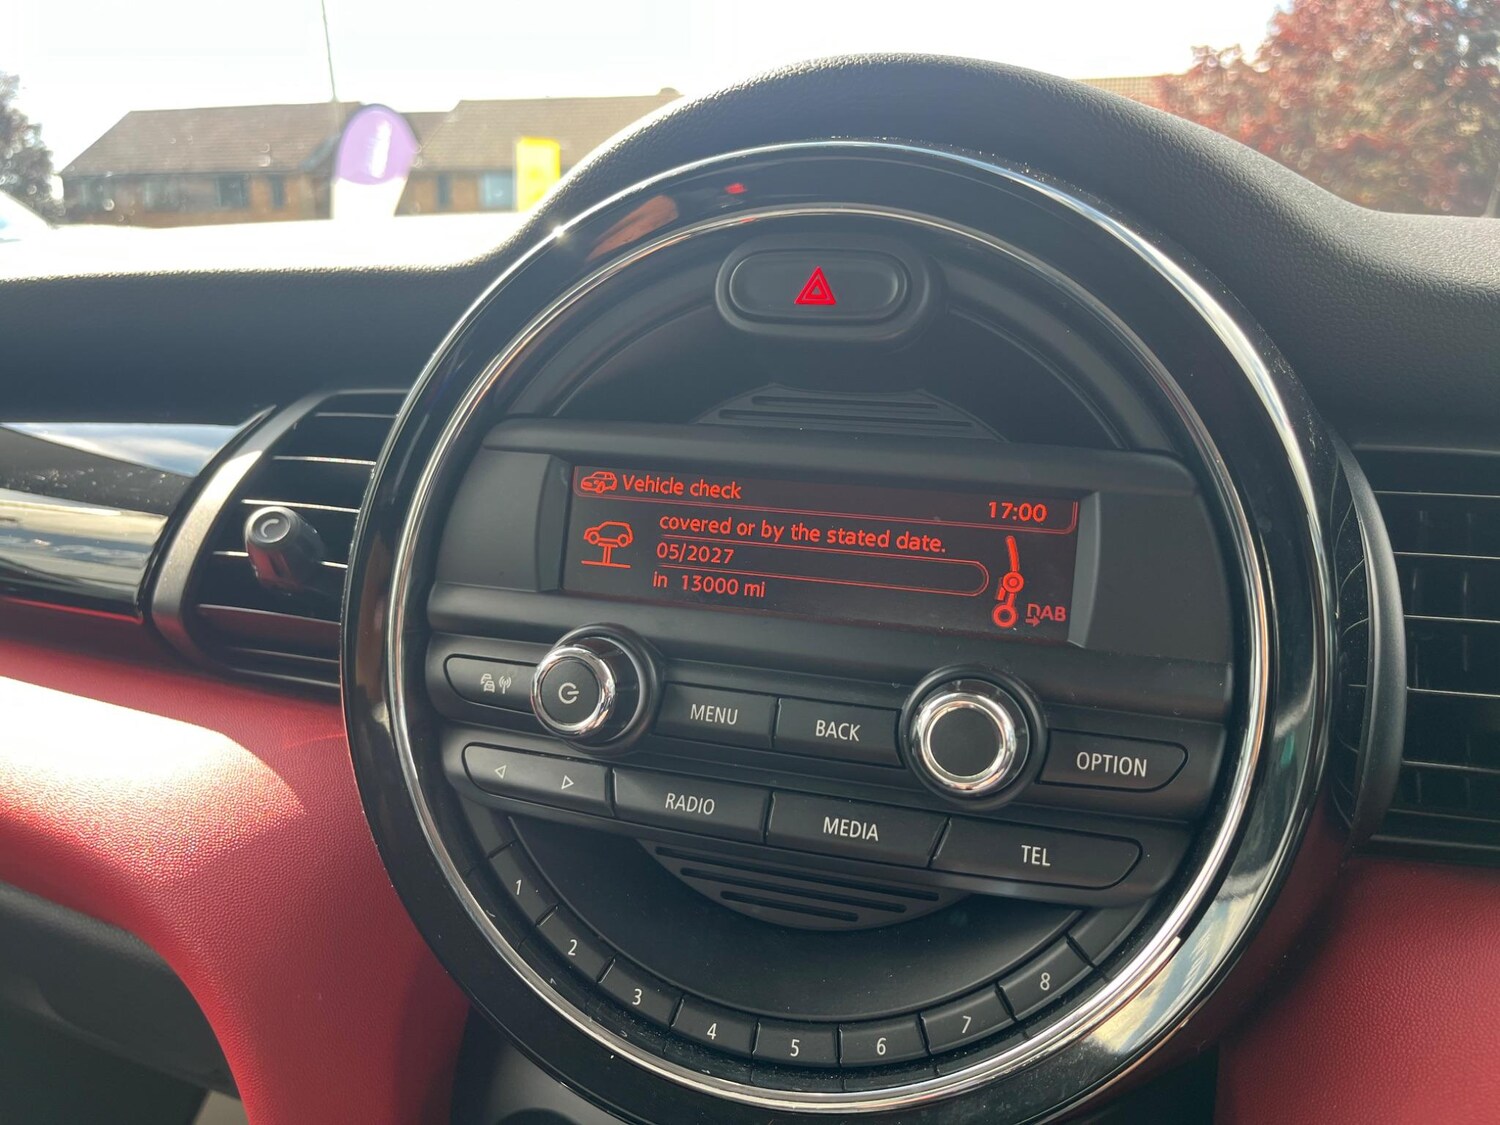 Vehicle check
17:00
covered or by the stated date.
05/2027
in 13000 mi
DAB
MENU
BACK
OPTION
RADIO
MEDIA
TEL
1
2
3
4
5
6
7
8